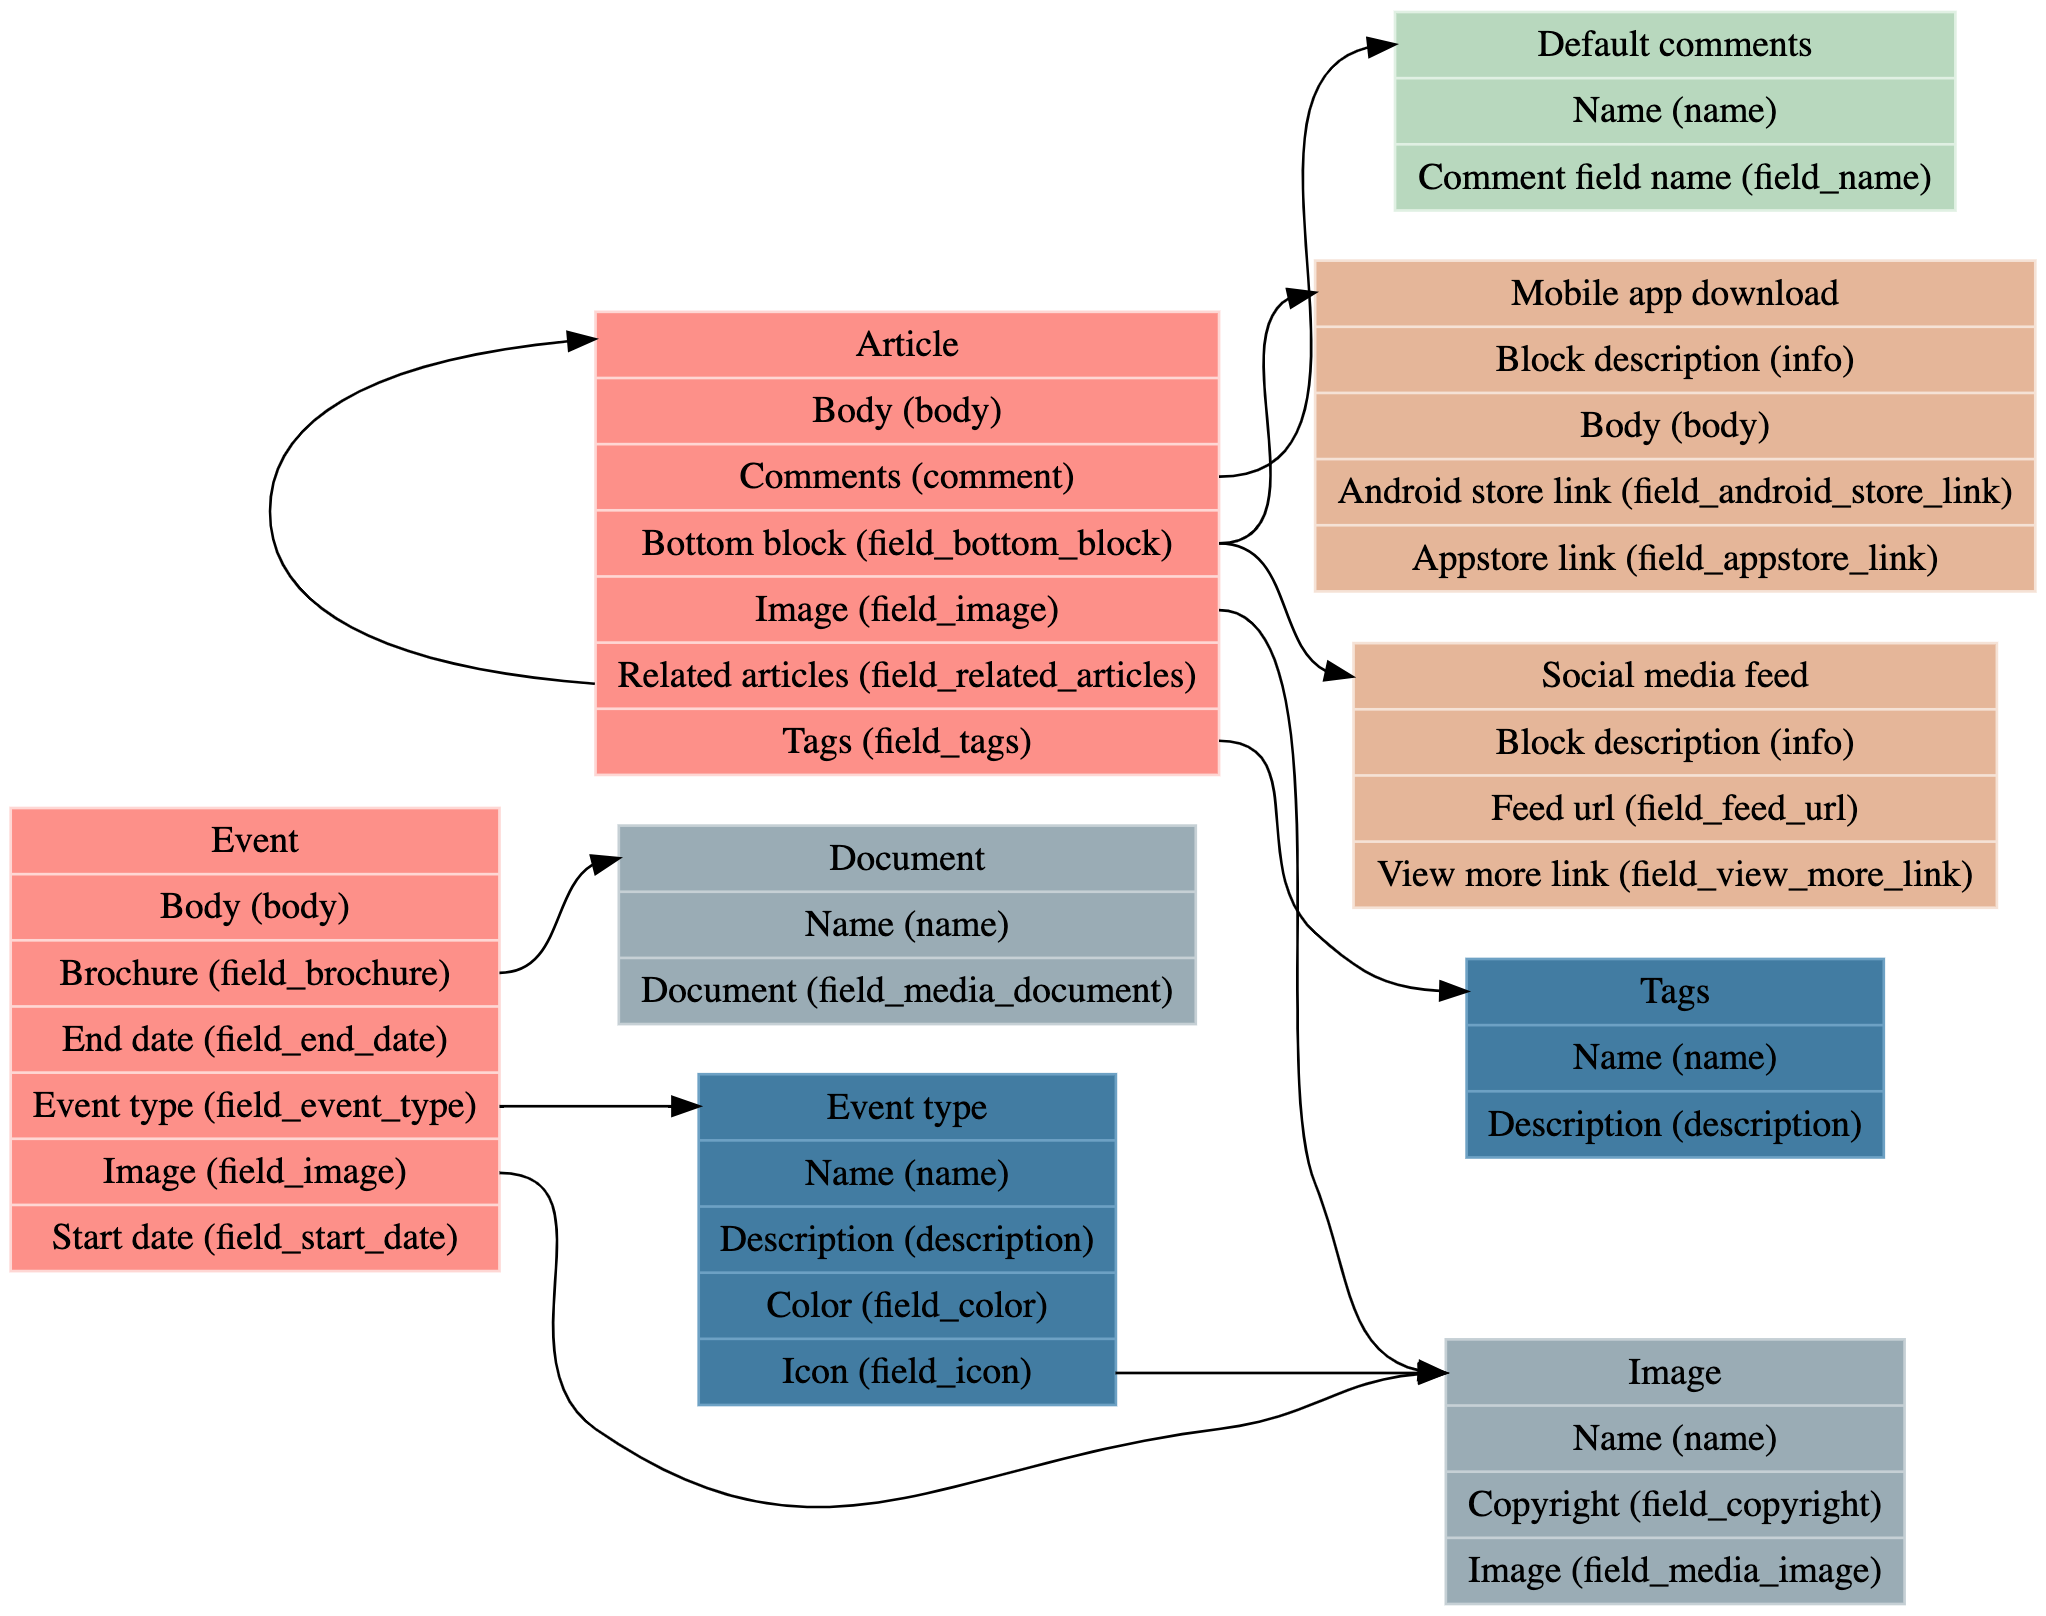 Default comments
Name (name)
Comment field name (field_name)
Mobile app download
Block description (info)
Body (body)
Android store link (field_android_store_link)
Appstore link (field_appstore_link)
Article
Body (body)
Comments (comment)
Bottom block (field_bottom_block)
Image (field_image)
Related articles (field_related_articles)
Tags (field_tags)
Social media feed
Block description (info)
Feed url (field_feed_url)
View more link (field_view_more_link)
Event
Body (body)
Brochure (field_brochure)
End date (field_end_date)
Event type (field_event_type)
Image (field_image)
Start date (field_start_date)
Document
Name (name)
Document (field_media_document)
Tags
Name (name)
Description (description)
Event type
Name (name)
Description (description)
Color (field_color)
Icon (field_icon)
Image
Name (name)
Copyright (field_copyright)
Image (field_media_image)